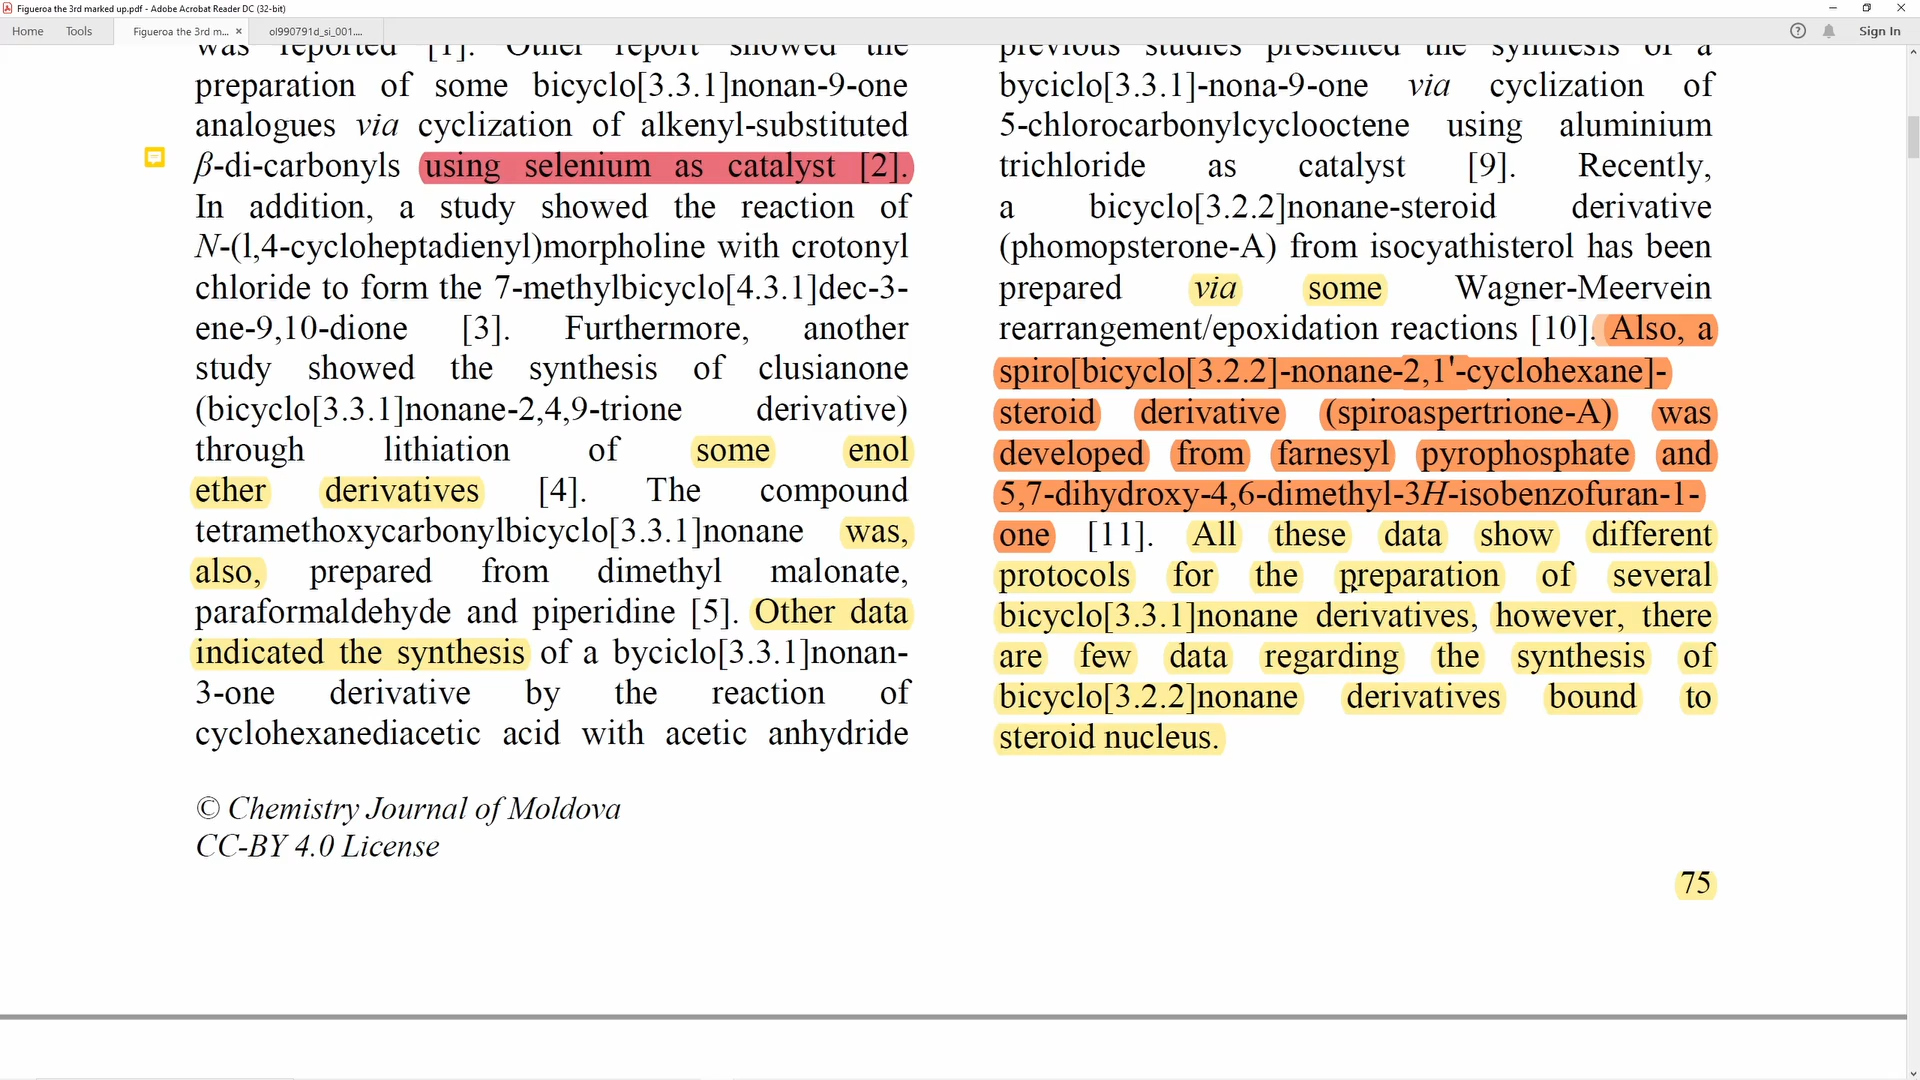 Figueroa the 3rd marked up.pdf - Adobe Acrobat Reader DC (32-bit)
Home Tools Figueroa the 3rd m... × ol990791d_si_001.... Sign In
was reported [1]. Other report showed the
preparation of some bicyclo[3.3.1]nonan-9-one
analogues via cyclization of alkenyl-substituted
β-di-carbonyls using selenium as catalyst [2].
In addition, a study showed the reaction of
N-(l,4-cycloheptadienyl)morpholine with crotonyl
chloride to form the 7-methylbicyclo[4.3.1]dec-3-
ene-9,10-dione [3]. Furthermore, another
study showed the synthesis of clusianone
(bicyclo[3.3.1]nonane-2,4,9-trione derivative)
through lithiation of some enol
ether derivatives [4]. The compound
tetramethoxycarbonylbicyclo[3.3.1]nonane was,
also, prepared from dimethyl malonate,
paraformaldehyde and piperidine [5]. Other data
indicated the synthesis of a byciclo[3.3.1]nonan-
3-one derivative by the reaction of
cyclohexanediacetic acid with acetic anhydride
previous studies presented the synthesis of a
byciclo[3.3.1]-nona-9-one via cyclization of
5-chlorocarbonylcyclooctene using aluminium
trichloride as catalyst [9]. Recently,
a bicyclo[3.2.2]nonane-steroid derivative
(phomopsterone-A) from isocyathisterol has been
prepared via some Wagner-Meervein
rearrangement/epoxidation reactions [10]. Also, a
spiro[bicyclo[3.2.2]-nonane-2,1'-cyclohexane]-
steroid derivative (spiroaspertrione-A) was
developed from farnesyl pyrophosphate and
5,7-dihydroxy-4,6-dimethyl-3H-isobenzofuran-1-
one [11]. All these data show different
protocols for the preparation of several
bicyclo[3.3.1]nonane derivatives, however, there
are few data regarding the synthesis of
bicyclo[3.2.2]nonane derivatives bound to
steroid nucleus.
© Chemistry Journal of Moldova
CC-BY 4.0 License
75